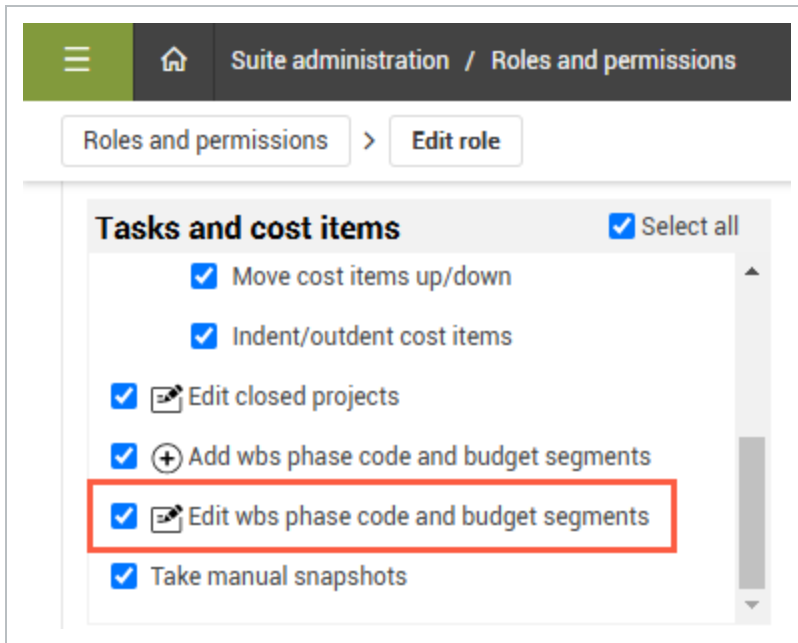 Suite administration / Roles and permissions
Roles and permissions > Edit role
Tasks and cost items Select all
Move cost items up/down
Indent/outdent cost items
Edit closed projects
Add wbs phase code and budget segments
Edit wbs phase code and budget segments
Take manual snapshots